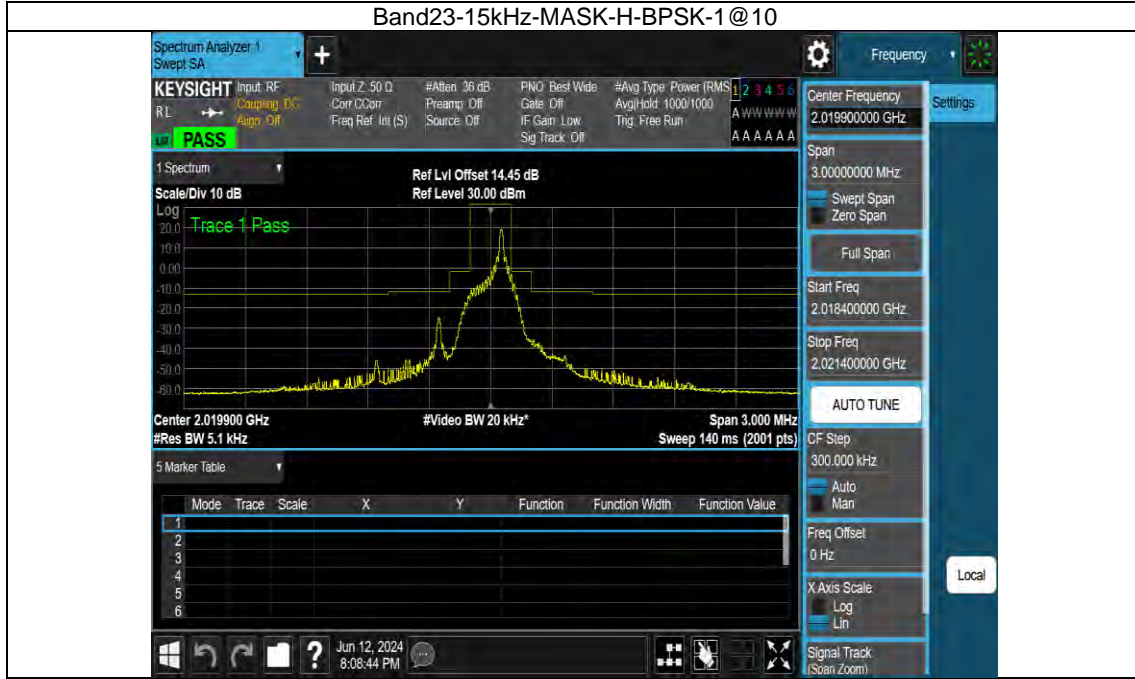 Band23-15kHz-MASK-H-BPSK-1@10
Spectrum Analyzer 1
Swept SA
Frequency
KEYSIGHT
RL
PASS
Input: RF
Coupling: DC
Align: Off
Input Z: 50 Ω
Corr CCorr
Freq Ref: Int (S)
#Atten: 36 dB
Preamp: Off
Source: Off
PNO: Best Wide
Gate: Off
IF Gain: Low
Sig Track: Off
#Avg Type: Power (RMS
Avg|Hold: 1000/1000
Trig: Free Run
1 2 3 4 5 6
A W W W W W
A A A A A A
1 Spectrum
Scale/Div 10 dB
Ref Lvl Offset 14.45 dB
Ref Level 30.00 dBm
Log
Trace 1 Pass
20.0
10.0
0.00
-10.0
-20.0
-30.0
-40.0
-50.0
-60.0
Center 2.019900 GHz
#Res BW 5.1 kHz
#Video BW 20 kHz*
Span 3.000 MHz
Sweep 140 ms (2001 pts)
5 Marker Table
Mode Trace Scale X Y Function Function Width Function Value
1
2
3
4
5
6
Jun 12, 2024
8:08:44 PM
Center Frequency
2.019900000 GHz
Settings
Span
3.00000000 MHz
Swept Span
Zero Span
Full Span
Start Freq
2.018400000 GHz
Stop Freq
2.021400000 GHz
AUTO TUNE
CF Step
300.000 kHz
Auto
Man
Freq Offset
0 Hz
X Axis Scale
Log
Lin
Local
Signal Track
(Span Zoom)